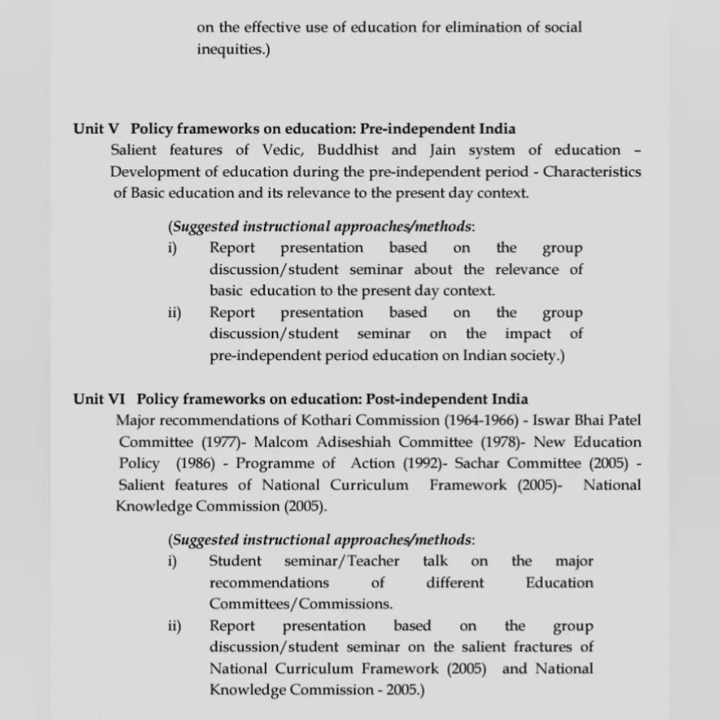 on the effective use of education for elimination of social
inequities.)
Unit V Policy frameworks on education: Pre-independent India
Salient features of Vedic, Buddhist and Jain system of education –
Development of education during the pre-independent period - Characteristics
of Basic education and its relevance to the present day context.
(Suggested instructional approaches/methods:
i) Report presentation based on the group
discussion/student seminar about the relevance of
basic education to the present day context.
ii) Report presentation based on the group
discussion/student seminar on the impact of
pre-independent period education on Indian society.)
Unit VI Policy frameworks on education: Post-independent India
Major recommendations of Kothari Commission (1964-1966) - Iswar Bhai Patel
Committee (1977)- Malcom Adiseshiah Committee (1978)- New Education
Policy (1986) - Programme of Action (1992)- Sachar Committee (2005) -
Salient features of National Curriculum Framework (2005)- National
Knowledge Commission (2005).
(Suggested instructional approaches/methods:
i) Student seminar/Teacher talk on the major
recommendations of different Education
Committees/Commissions.
ii) Report presentation based on the group
discussion/student seminar on the salient fractures of
National Curriculum Framework (2005) and National
Knowledge Commission - 2005.)